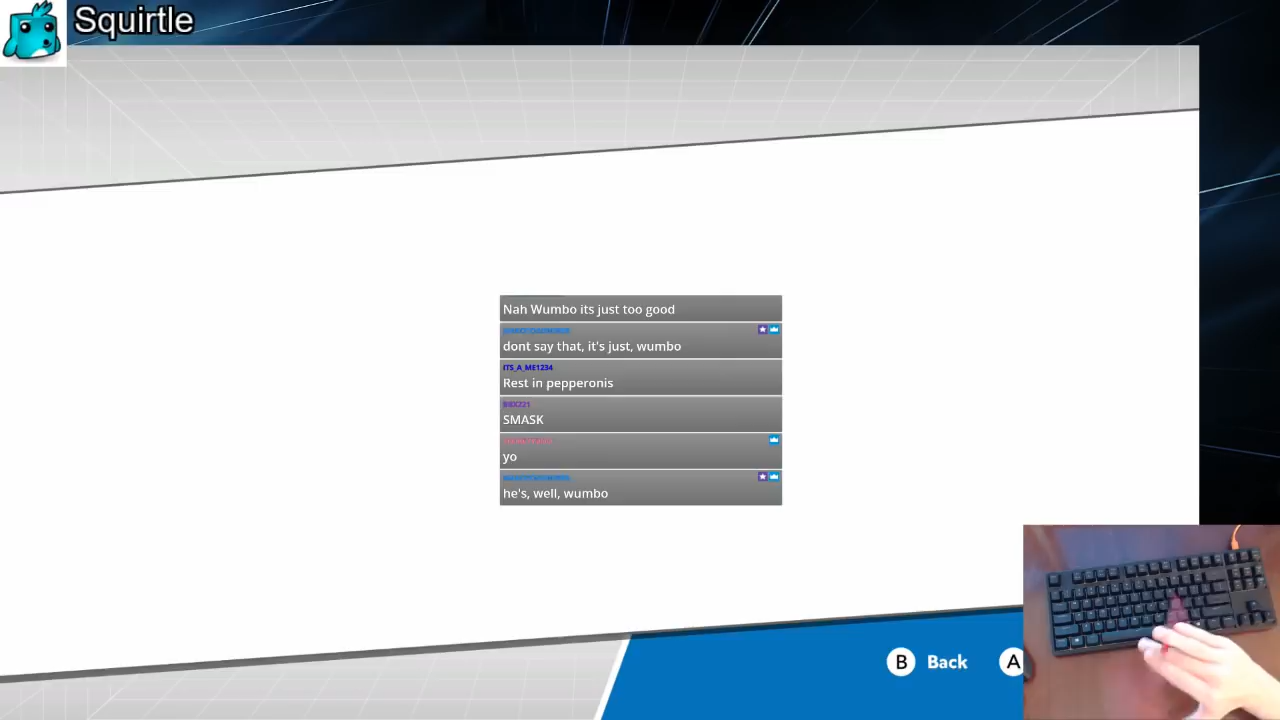 Squirtle
Nah Wumbo its just too good
dont say that, it's just, wumbo
ITS_A_ME1234
Rest in pepperonis
SMASK
yo
he's, well, wumbo
B Back A